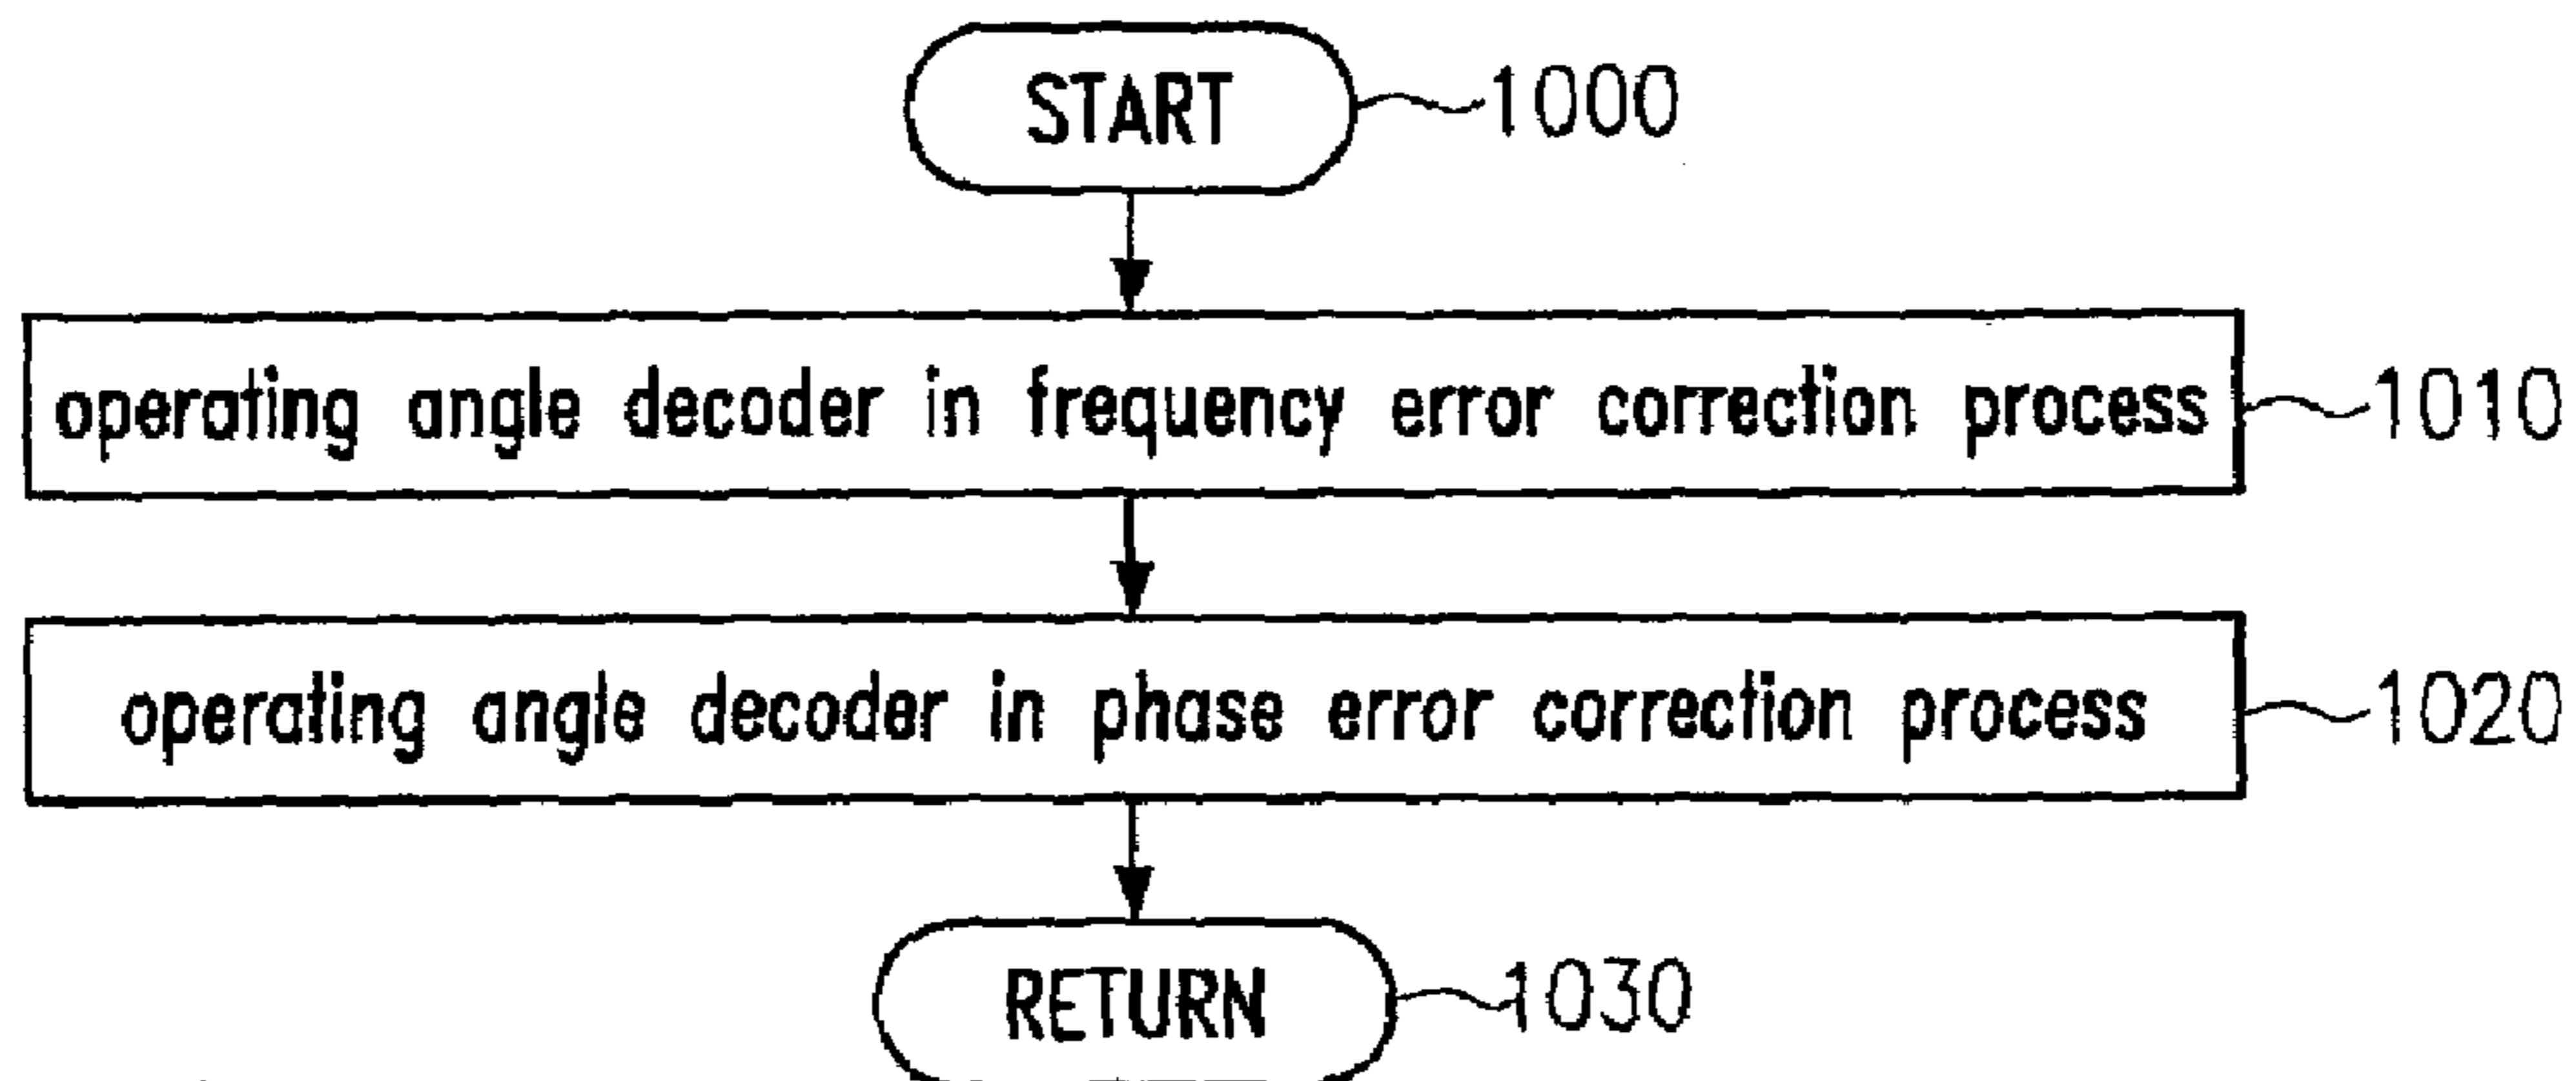 START 1000
operating angle decoder in frequency error correction process 1010
operating angle decoder in phase error correction process 1020
RETURN 1030